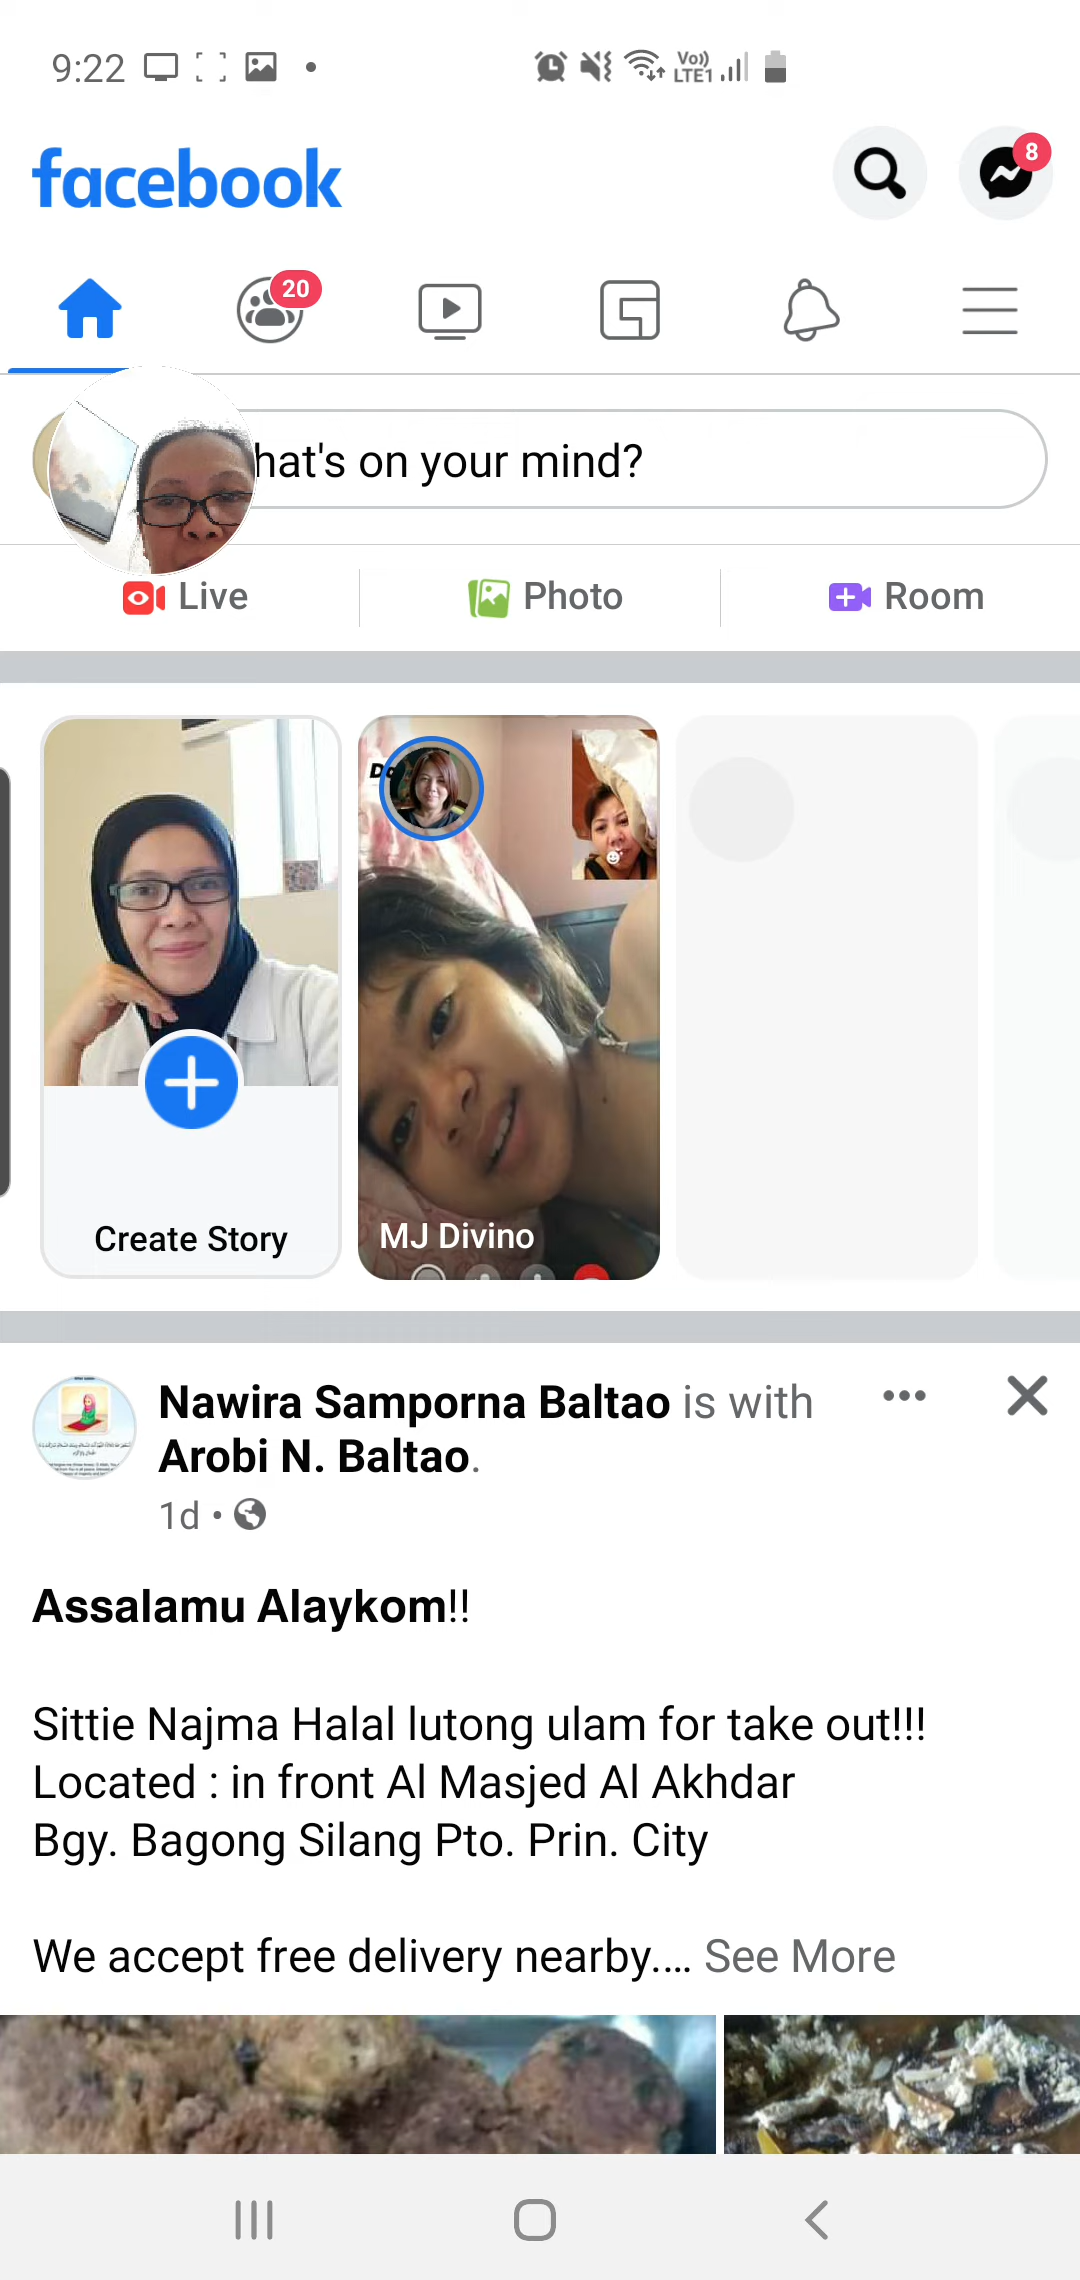 9:22
Vo)) LTE1
facebook
8
20
hat's on your mind?
Live
Photo
Room
Create Story
MJ Divino
Nawira Samporna Baltao is with
Arobi N. Baltao.
1d •
Assalamu Alaykom!!
Sittie Najma Halal lutong ulam for take out!!!
Located : in front Al Masjed Al Akhdar
Bgy. Bagong Silang Pto. Prin. City
We accept free delivery nearby.... See More